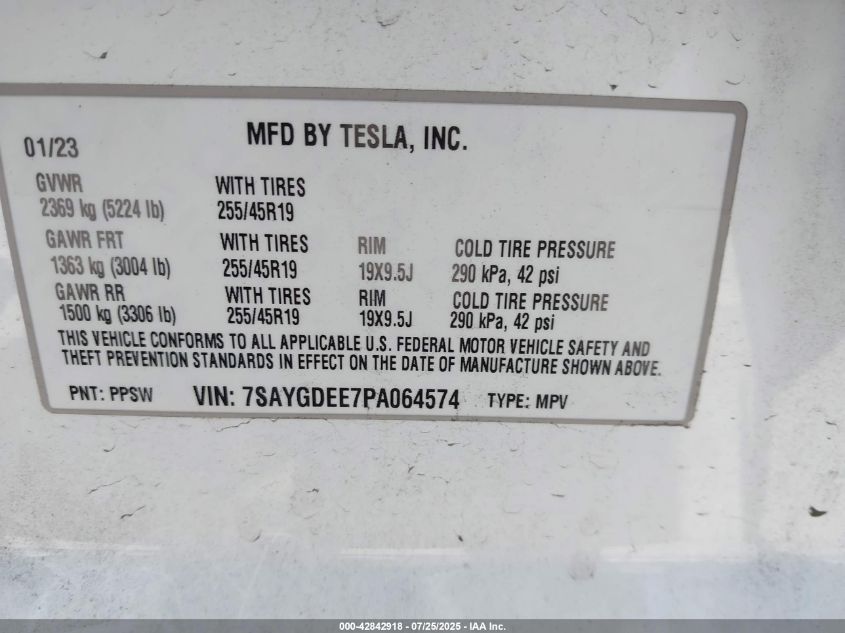 01/23
MFD BY TESLA, INC.
GVWR WITH TIRES
2369 kg (5224 lb) 255/45R19
GAWR FRT WITH TIRES RIM COLD TIRE PRESSURE
1363 kg (3004 lb) 255/45R19 19X9.5J 290 kPa, 42 psi
GAWR RR WITH TIRES RIM COLD TIRE PRESSURE
1500 kg (3306 lb) 255/45R19 19X9.5J 290 kPa, 42 psi
THIS VEHICLE CONFORMS TO ALL APPLICABLE U.S. FEDERAL MOTOR VEHICLE SAFETY AND
THEFT PREVENTION STANDARDS IN EFFECT ON THE DATE OF MANUFACTURE SHOWN ABOVE.
PNT: PPSW VIN: 7SAYGDEE7PA064574 TYPE: MPV
000-42842918 - 07/25/2025 - IAA Inc.